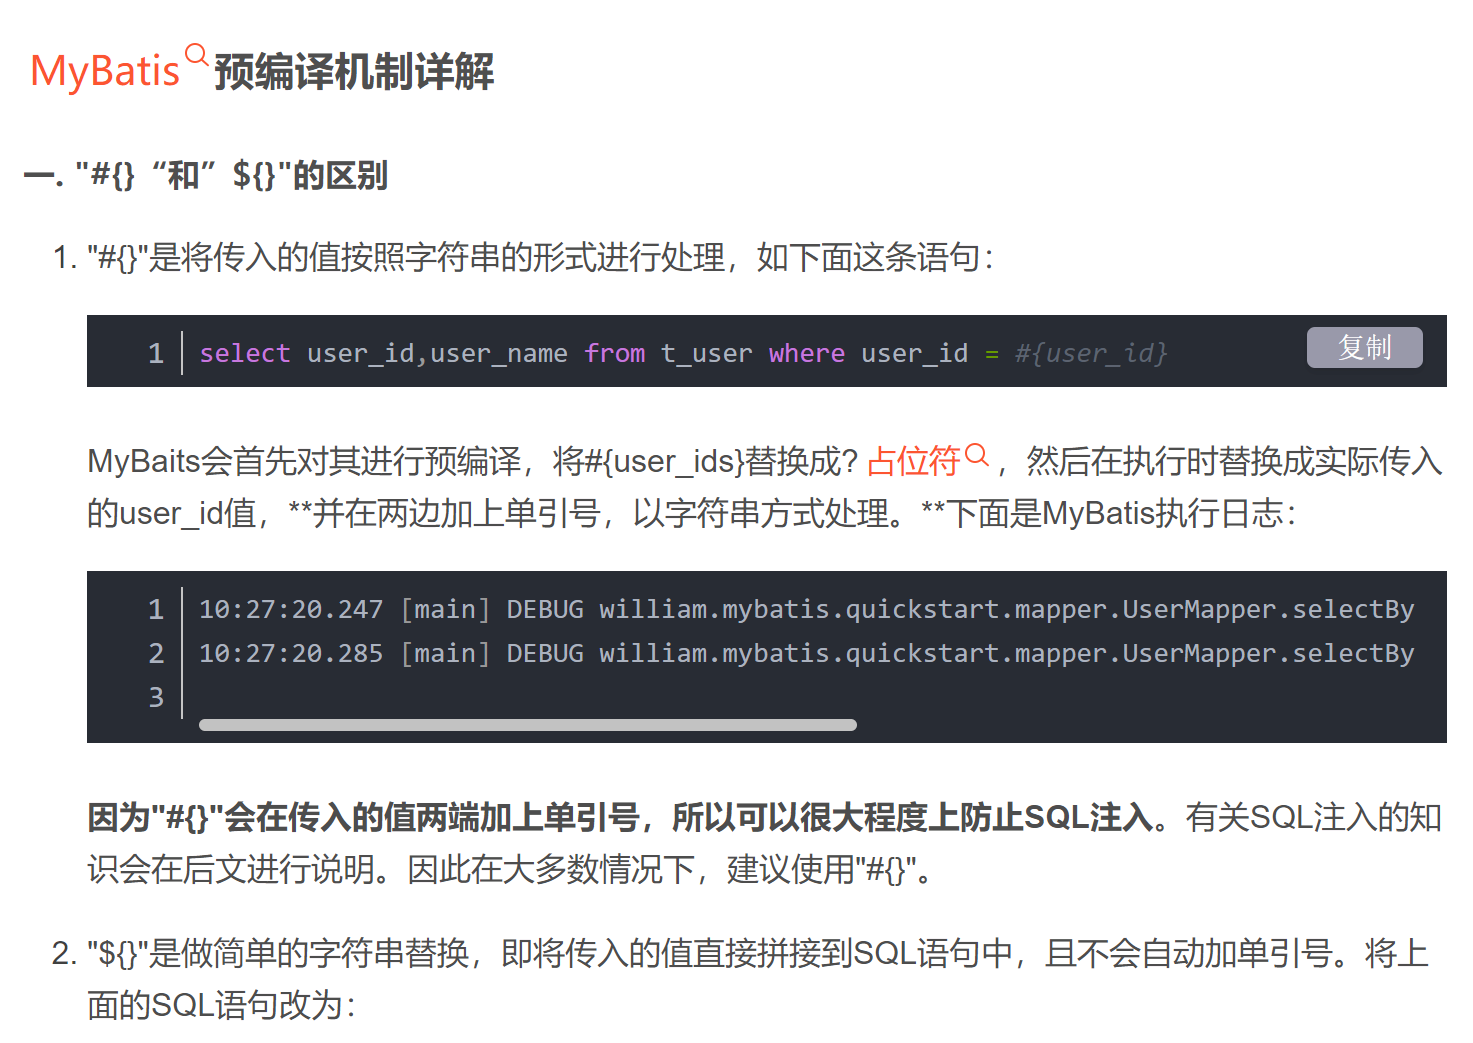 MyBatis预编译机制详解
一. "#{}“和”${}"的区别
1. "#{}"是将传入的值按照字符串的形式进行处理，如下面这条语句：
1 select user_id,user_name from t_user where user_id = #{user_id}
复制
MyBaits会首先对其进行预编译，将#{user_ids}替换成? 占位符，然后在执行时替换成实际传入
的user_id值，**并在两边加上单引号，以字符串方式处理。**下面是MyBatis执行日志：
1 10:27:20.247 [main] DEBUG william.mybatis.quickstart.mapper.UserMapper.selectBy
2 10:27:20.285 [main] DEBUG william.mybatis.quickstart.mapper.UserMapper.selectBy
3
因为"#{}"会在传入的值两端加上单引号，所以可以很大程度上防止SQL注入。有关SQL注入的知
识会在后文进行说明。因此在大多数情况下，建议使用"#{}"。
2. "${}"是做简单的字符串替换，即将传入的值直接拼接到SQL语句中，且不会自动加单引号。将上
面的SQL语句改为：